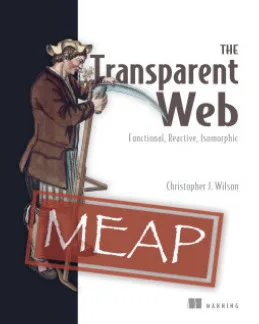 THE
Transparent
Web
Functional, Reactive, Isomorphic
Christopher J. Wilson
MEAP
MANNING